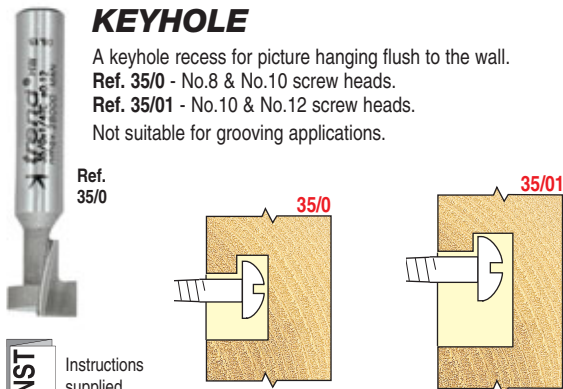 KEYHOLE
A keyhole recess for picture hanging flush to the wall.
Ref. 35/0 - No.8 & No.10 screw heads.
Ref. 35/01 - No.10 & No.12 screw heads.
Not suitable for grooving applications.
trend
Ref.
35/0
35/0
35/01
INST
Instructions
supplied